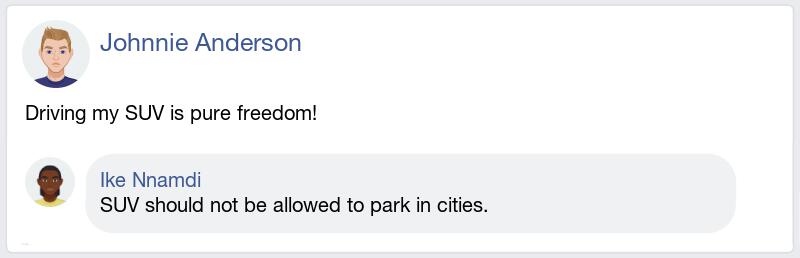 Johnnie Anderson
Driving my SUV is pure freedom!
Ike Nnamdi
SUV should not be allowed to park in cities.